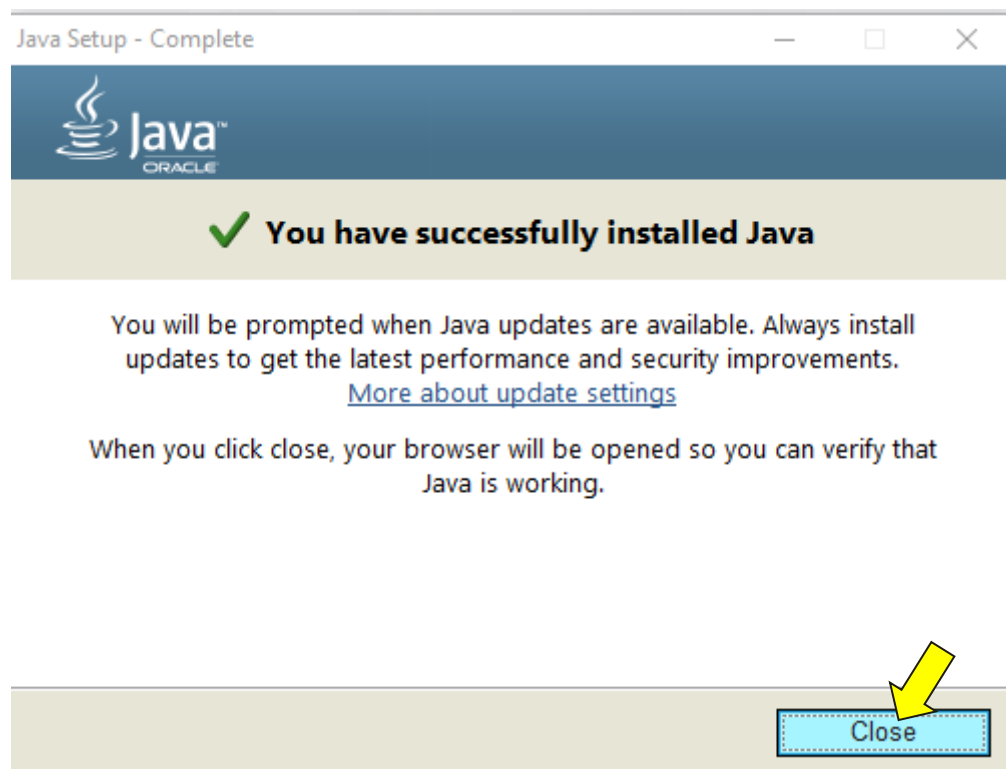 Java Setup - Complete
Java™
ORACLE
You have successfully installed Java
You will be prompted when Java updates are available. Always install
updates to get the latest performance and security improvements.
More about update settings
When you click close, your browser will be opened so you can verify that
Java is working.
Close